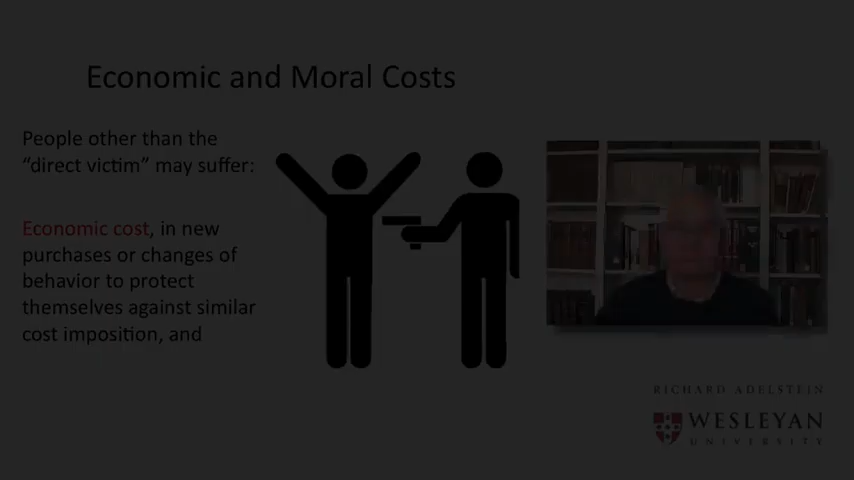 Economic and Moral Costs
People other than the
“direct victim” may suffer:
Economic cost, in new
purchases or changes of
behavior to protect
themselves against similar
cost imposition, and
RICHARD ADELSTEIN
WESLEYAN
UNIVERSITY